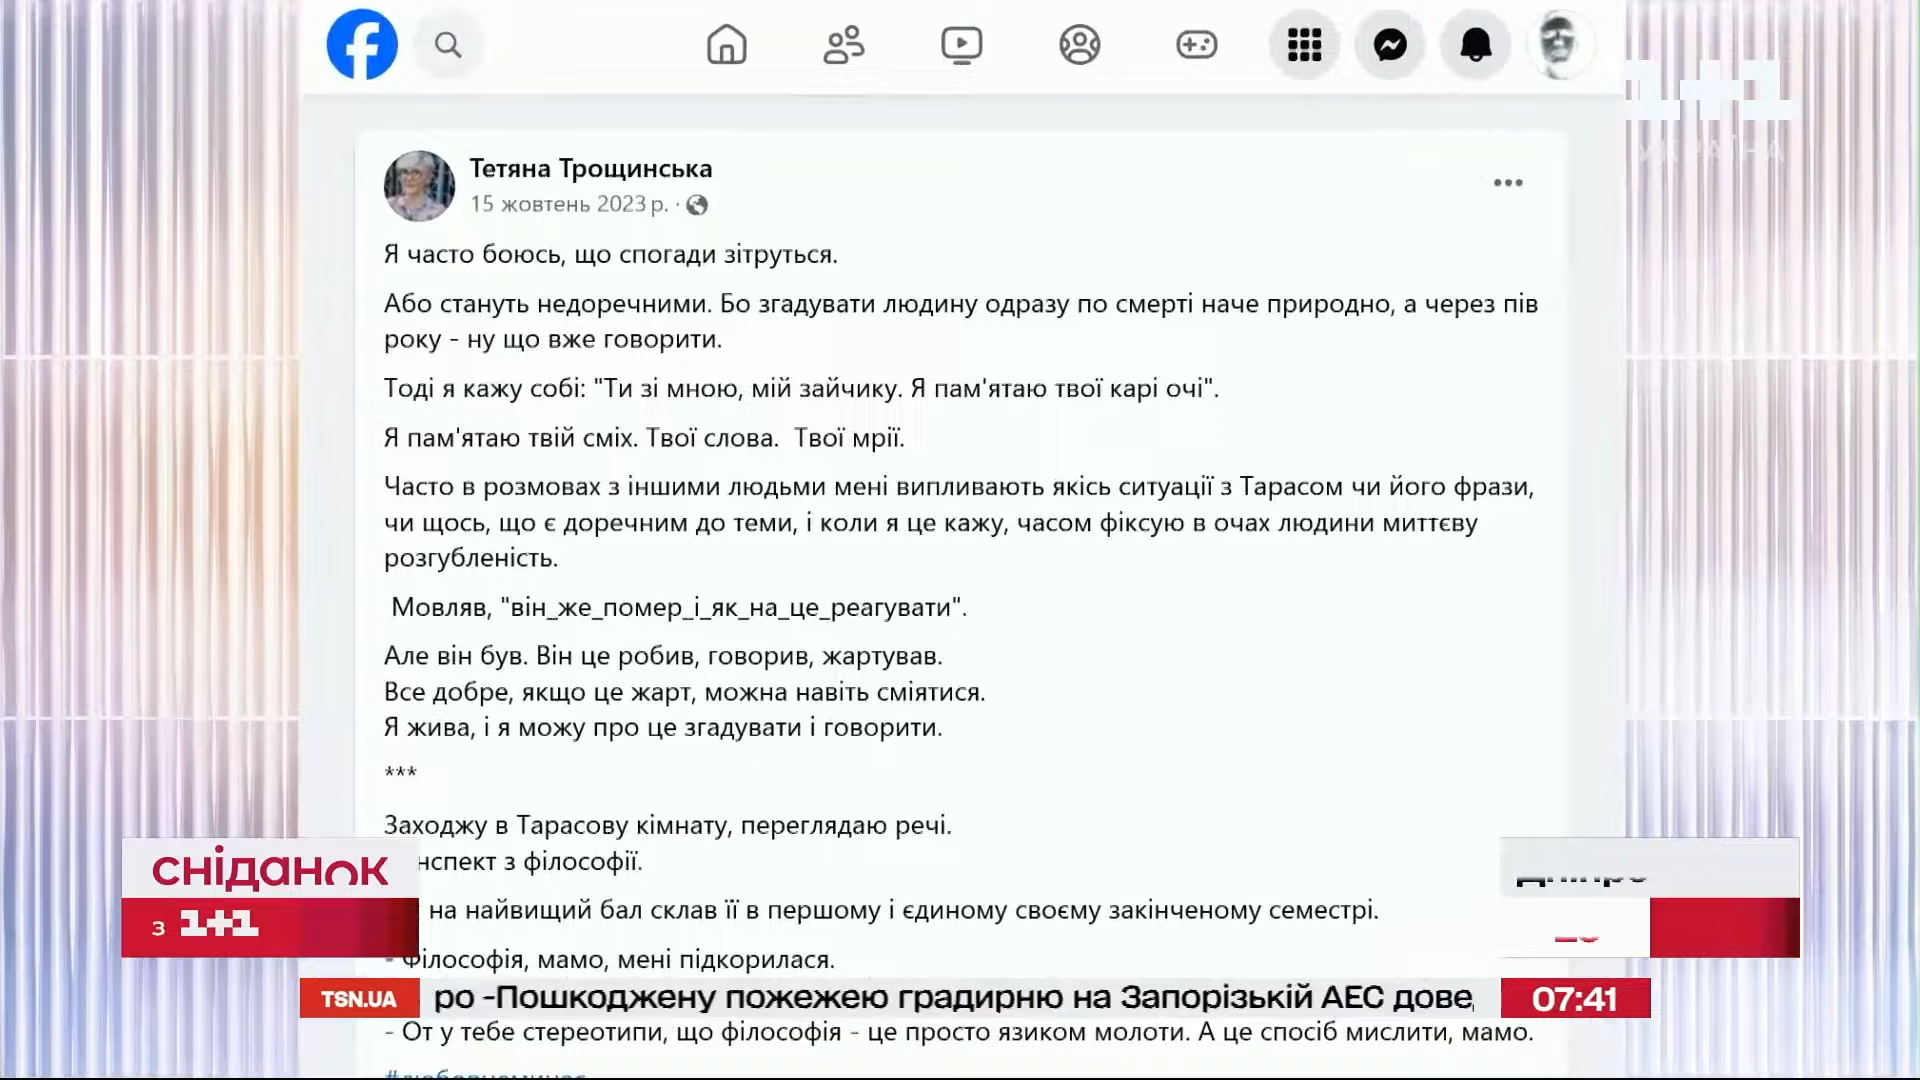 1+1
УКРАЇНА
Тетяна Трощинська
15 жовтень 2023 р. ·
Я часто боюсь, що спогади зітруться.
Або стануть недоречними. Бо згадувати людину одразу по смерті наче природно, а через пів
року - ну що вже говорити.
Тоді я кажу собі: "Ти зі мною, мій зайчику. Я пам'ятаю твої карі очі".
Я пам'ятаю твій сміх. Твої слова. Твої мрії.
Часто в розмовах з іншими людьми мені випливають якісь ситуації з Тарасом чи його фрази,
чи щось, що є доречним до теми, і коли я це кажу, часом фіксую в очах людини миттєву
розгубленість.
Мовляв, "він_же_помер_і_як_на_це_реагувати".
Але він був. Він це робив, говорив, жартував.
Все добре, якщо це жарт, можна навіть сміятися.
Я жива, і я можу про це згадувати і говорити.
***
Заходжу в Тарасову кімнату, переглядаю речі.
нспект з філософії.
на найвищий бал склав її в першому і єдиному своєму закінченому семестрі.
- Філософія, мамо, мені підкорилася.
СНІДАНОК
з 1+1
TSN.UA ро -Пошкоджену пожежею градирню на Запорізькій АЕС дове
07:41
- От у тебе стереотипи, що філософія - це просто язиком молоти. А це спосіб мислити, мамо.